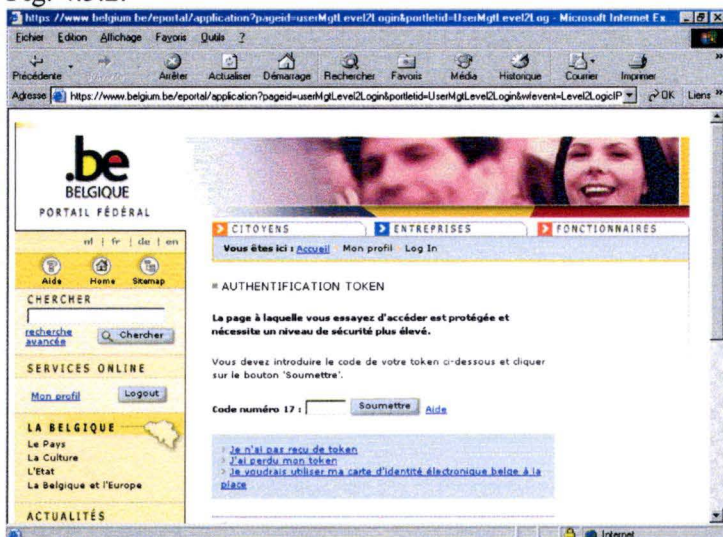 https //www belgium be/eportal/application?pageid=userMgtLevel2Login&portletid=UserMgtLevel2Log - Microsoft Internet Ex...
Fichier Edition Affichage Favoris Outils ?
Précédente Arrêter Actualiser Démarrage Rechercher Favoris Média Historique Courrier Imprimer »
Adresse https://www.belgium.be/eportal/application?pageid=userMgtLevel2Login&portletid=UserMgtLevel2Login&wlevent=Level2LogicIP OK Liens »
.be
BELGIQUE
PORTAIL FÉDÉRAL
CITOYENS ENTREPRISES FONCTIONNAIRES
nl | fr | de | en
Vous êtes ici : Accueil Mon profil Log In
Aide Home Sitemap
CHERCHER
recherche avancée Chercher
SERVICES ONLINE
Mon profil Logout
LA BELGIQUE
Le Pays
La Culture
L'Etat
La Belgique et l'Europe
ACTUALITÉS
AUTHENTIFICATION TOKEN
La page à laquelle vous essayez d'accéder est protégée et
nécessite un niveau de sécurité plus élevé.
Vous devez introduire le code de votre token ci-dessous et cliquer
sur le bouton 'Soumettre'.
Code numéro 17 : Soumettre Aide
Je n'ai pas reçu de token
J'ai perdu mon token
Je voudrais utiliser ma carte d'identité électronique belge à la
place
Internet